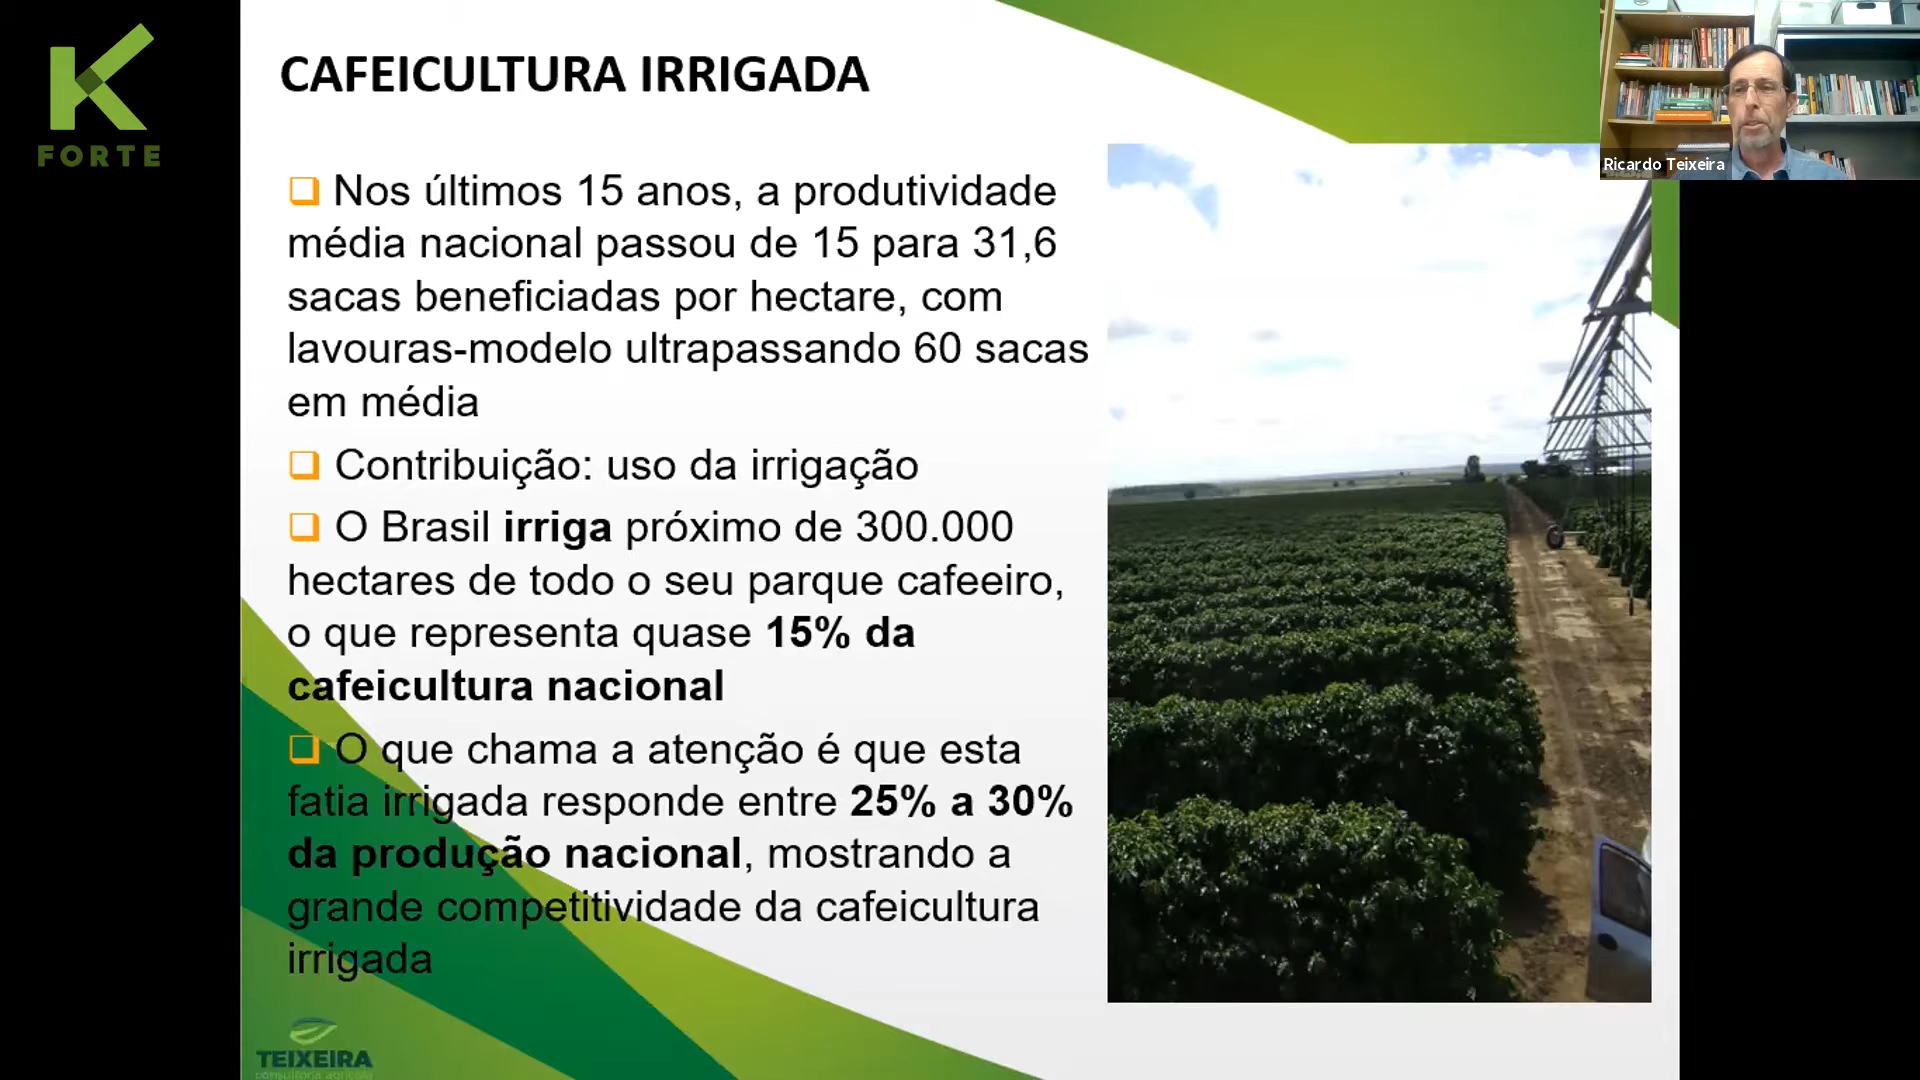 K
FORTE
CAFEICULTURA IRRIGADA
Ricardo Teixeira
❑ Nos últimos 15 anos, a produtividade
média nacional passou de 15 para 31,6
sacas beneficiadas por hectare, com
lavouras-modelo ultrapassando 60 sacas
em média
❑ Contribuição: uso da irrigação
❑ O Brasil irriga próximo de 300.000
hectares de todo o seu parque cafeeiro,
o que representa quase 15% da
cafeicultura nacional
❑ O que chama a atenção é que esta
fatia irrigada responde entre 25% a 30%
da produção nacional, mostrando a
grande competitividade da cafeicultura
irrigada
TEIXEIRA
consultoria agrícola